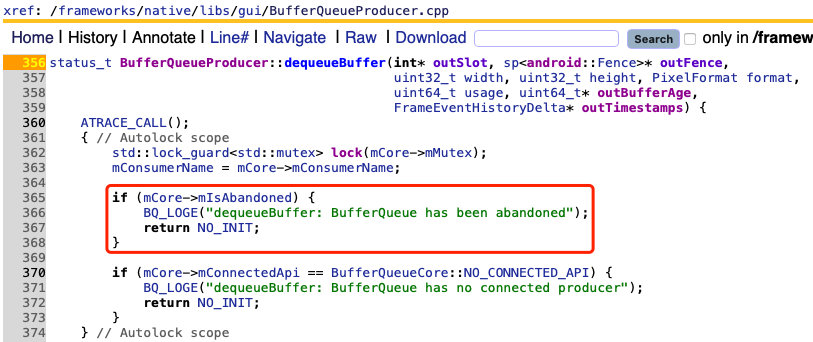 xref: /frameworks/native/libs/gui/BufferQueueProducer.cpp
Home | History | Annotate | Line# | Navigate | Raw | Download Search only in /framew
356 status_t BufferQueueProducer::dequeueBuffer(int* outSlot, sp<android::Fence>* outFence,
357 uint32_t width, uint32_t height, PixelFormat format,
358 uint64_t usage, uint64_t* outBufferAge,
359 FrameEventHistoryDelta* outTimestamps) {
360 ATRACE_CALL();
361 { // Autolock scope
362 std::lock_guard<std::mutex> lock(mCore->mMutex);
363 mConsumerName = mCore->mConsumerName;
364
365 if (mCore->mIsAbandoned) {
366 BQ_LOGE("dequeueBuffer: BufferQueue has been abandoned");
367 return NO_INIT;
368 }
370 if (mCore->mConnectedApi == BufferQueueCore::NO_CONNECTED_API) {
371 BQ_LOGE("dequeueBuffer: BufferQueue has no connected producer");
372 return NO_INIT;
373 }
374 } // Autolock scope